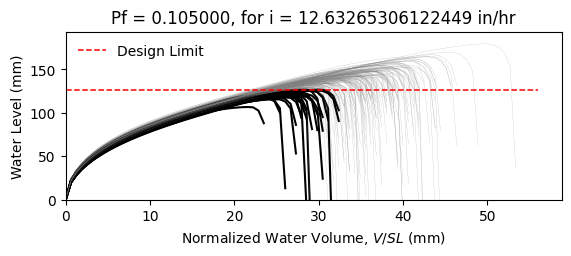 Pf = 0.105000, for i = 12.63265306122449 in/hr
Design Limit
Water Level (mm)
150
100
50
0
0 10 20 30 40 50
Normalized Water Volume, V/SL (mm)